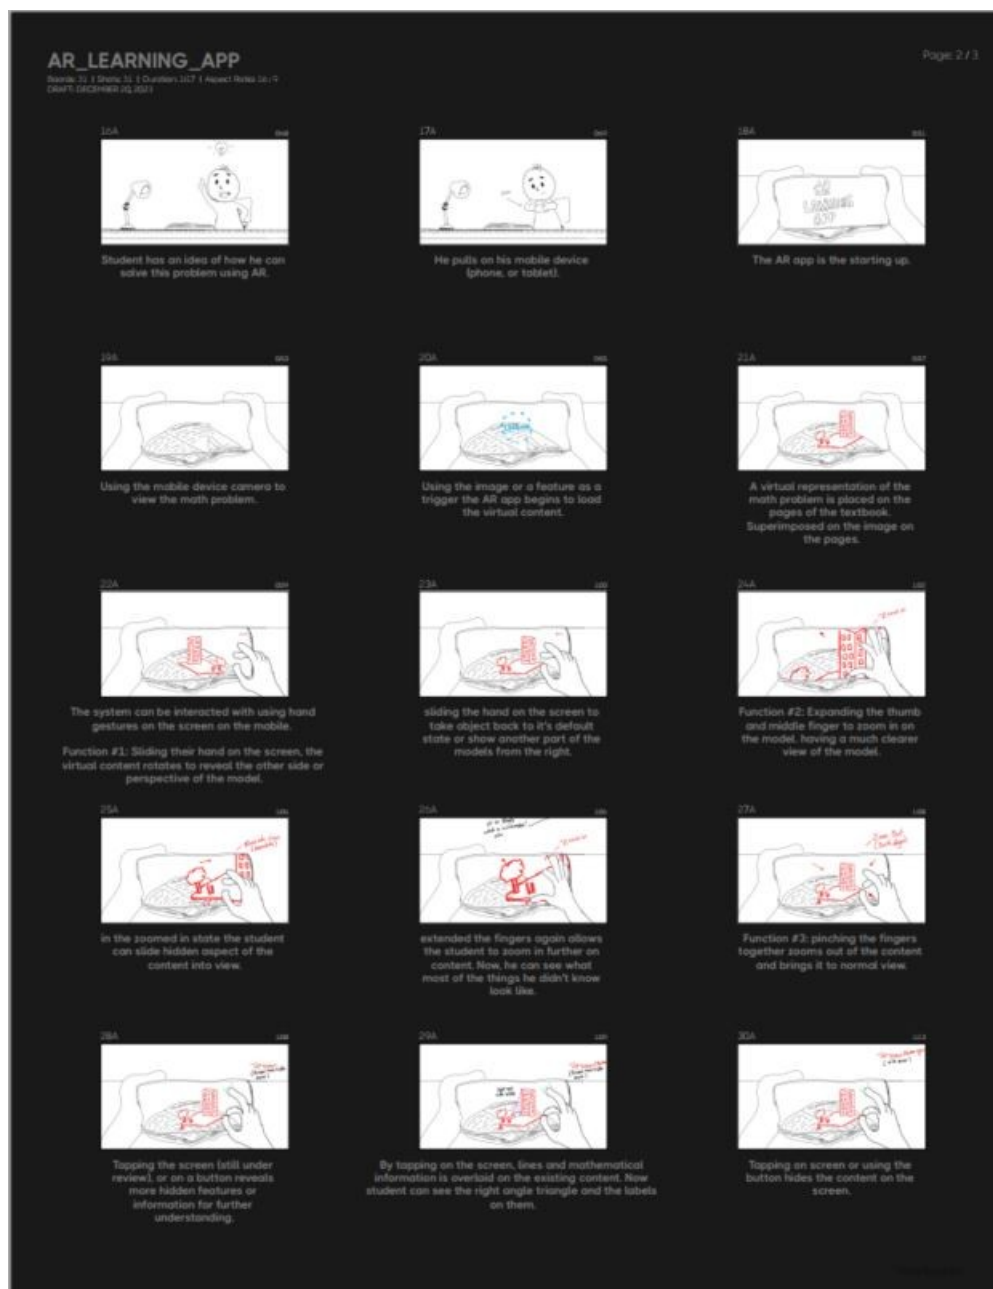 AR_LEARNING_APP
Page: 2 / 3
DRAFT: DECEMBER 20, 2023
16A
17A
18A
AR
LEARNING
APP
Student has an idea of how he can
solve this problem using AR.
He pulls on his mobile device
(phone, or tablet).
The AR app is the starting up.
19A
20A
21A
Using the mobile device camera to
view the math problem.
Using the image or a feature as a
trigger the AR app begins to load
the virtual content.
A virtual representation of the
math problem is placed on the
pages of the textbook.
Superimposed on the image on
the pages.
22A
23A
24A
The system can be interacted with using hand
gestures on the screen on the mobile.
Function #1: Sliding their hand on the screen, the
virtual content rotates to reveal the other side or
perspective of the model.
sliding the hand on the screen to
take object back to it's default
state or show another part of the
models from the right.
Function #2: Expanding the thumb
and middle finger to zoom in on
the model. having a much clearer
view of the model.
25A
26A
27A
in the zoomed in state the student
can slide hidden aspect of the
content into view.
extended the fingers again allows
the student to zoom in further on
content. Now, he can see what
most of the things he didn't know
look like.
Function #3: pinching the fingers
together zooms out of the content
and brings it to normal view.
28A
29A
30A
Tapping the screen (still under
review), or on a button reveals
more hidden features or
information for further
understanding.
By tapping on the screen, lines and mathematical
information is overlaid on the existing content. Now
student can see the right angle triangle and the labels
on them.
Tapping on screen or using the
button hides the content on the
screen.